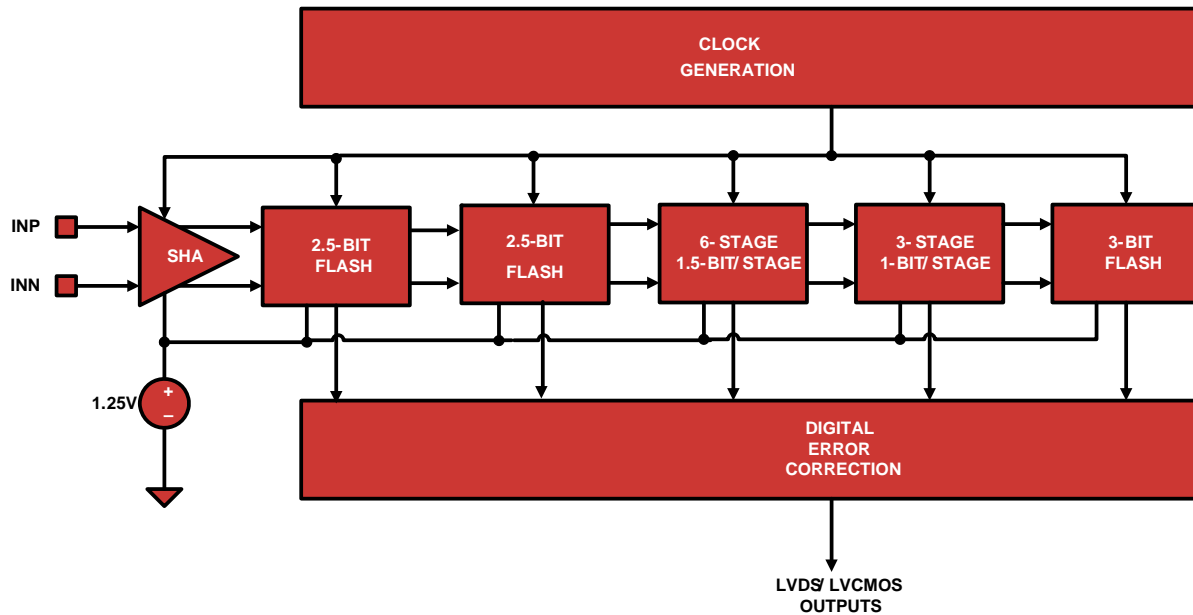 CLOCK
GENERATION
INP
INN
SHA
2.5-BIT
FLASH
2.5-BIT
FLASH
6- STAGE
1.5-BIT/ STAGE
3- STAGE
1-BIT/ STAGE
3-BIT
FLASH
1.25V
+
–
DIGITAL
ERROR
CORRECTION
LVDS/ LVCMOS
OUTPUTS